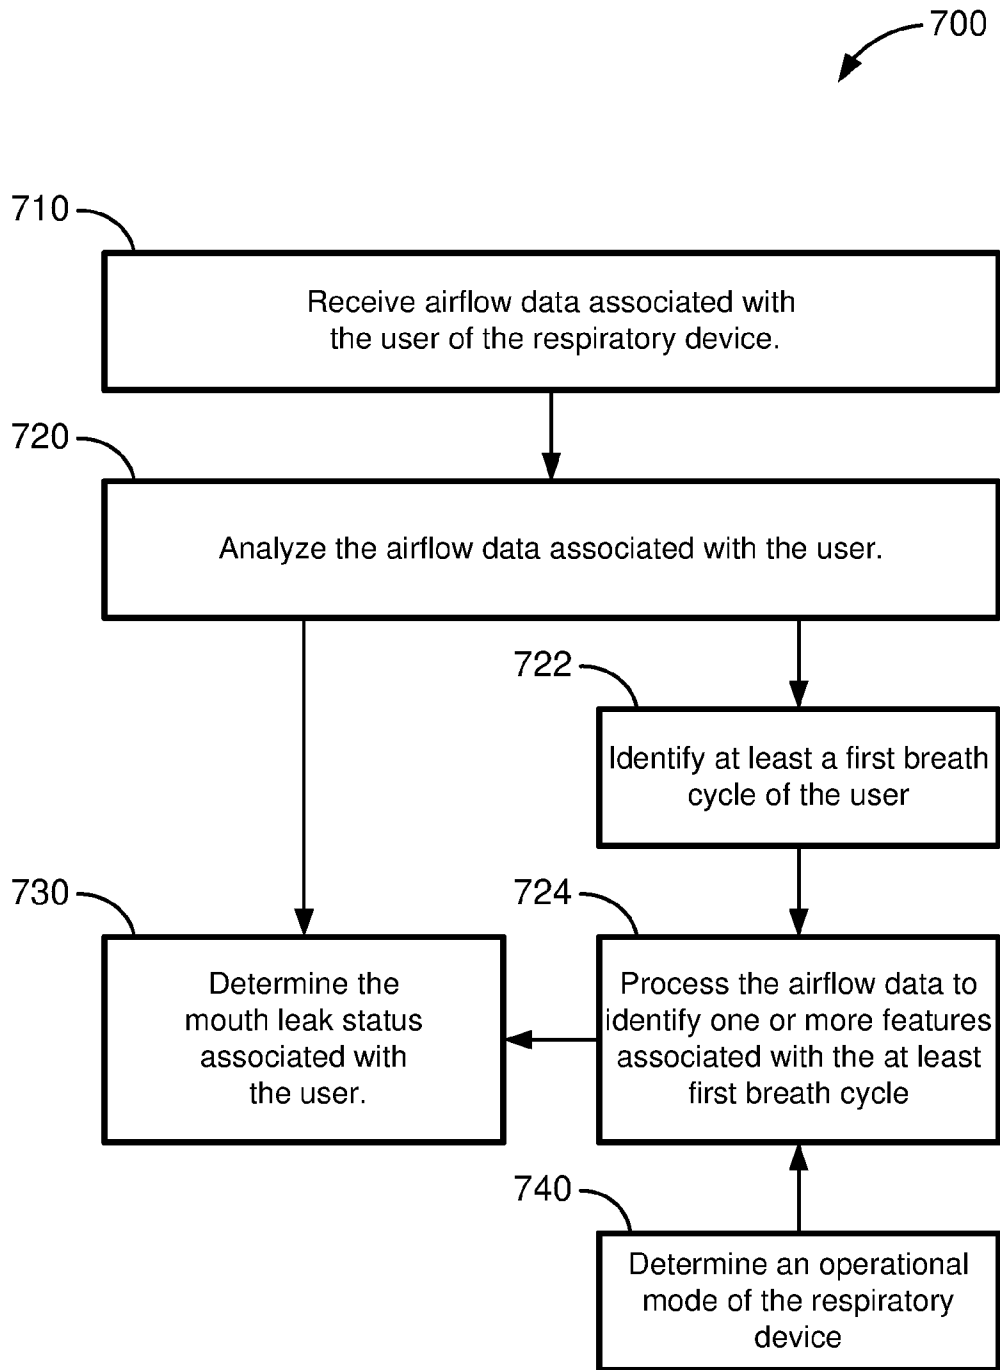 700
710
Receive airflow data associated with
the user of the respiratory device.
720
Analyze the airflow data associated with the user.
722
Identify at least a first breath
cycle of the user
730
Determine the
mouth leak status
associated with
the user.
724
Process the airflow data to
identify one or more features
associated with the at least
first breath cycle
740
Determine an operational
mode of the respiratory
device